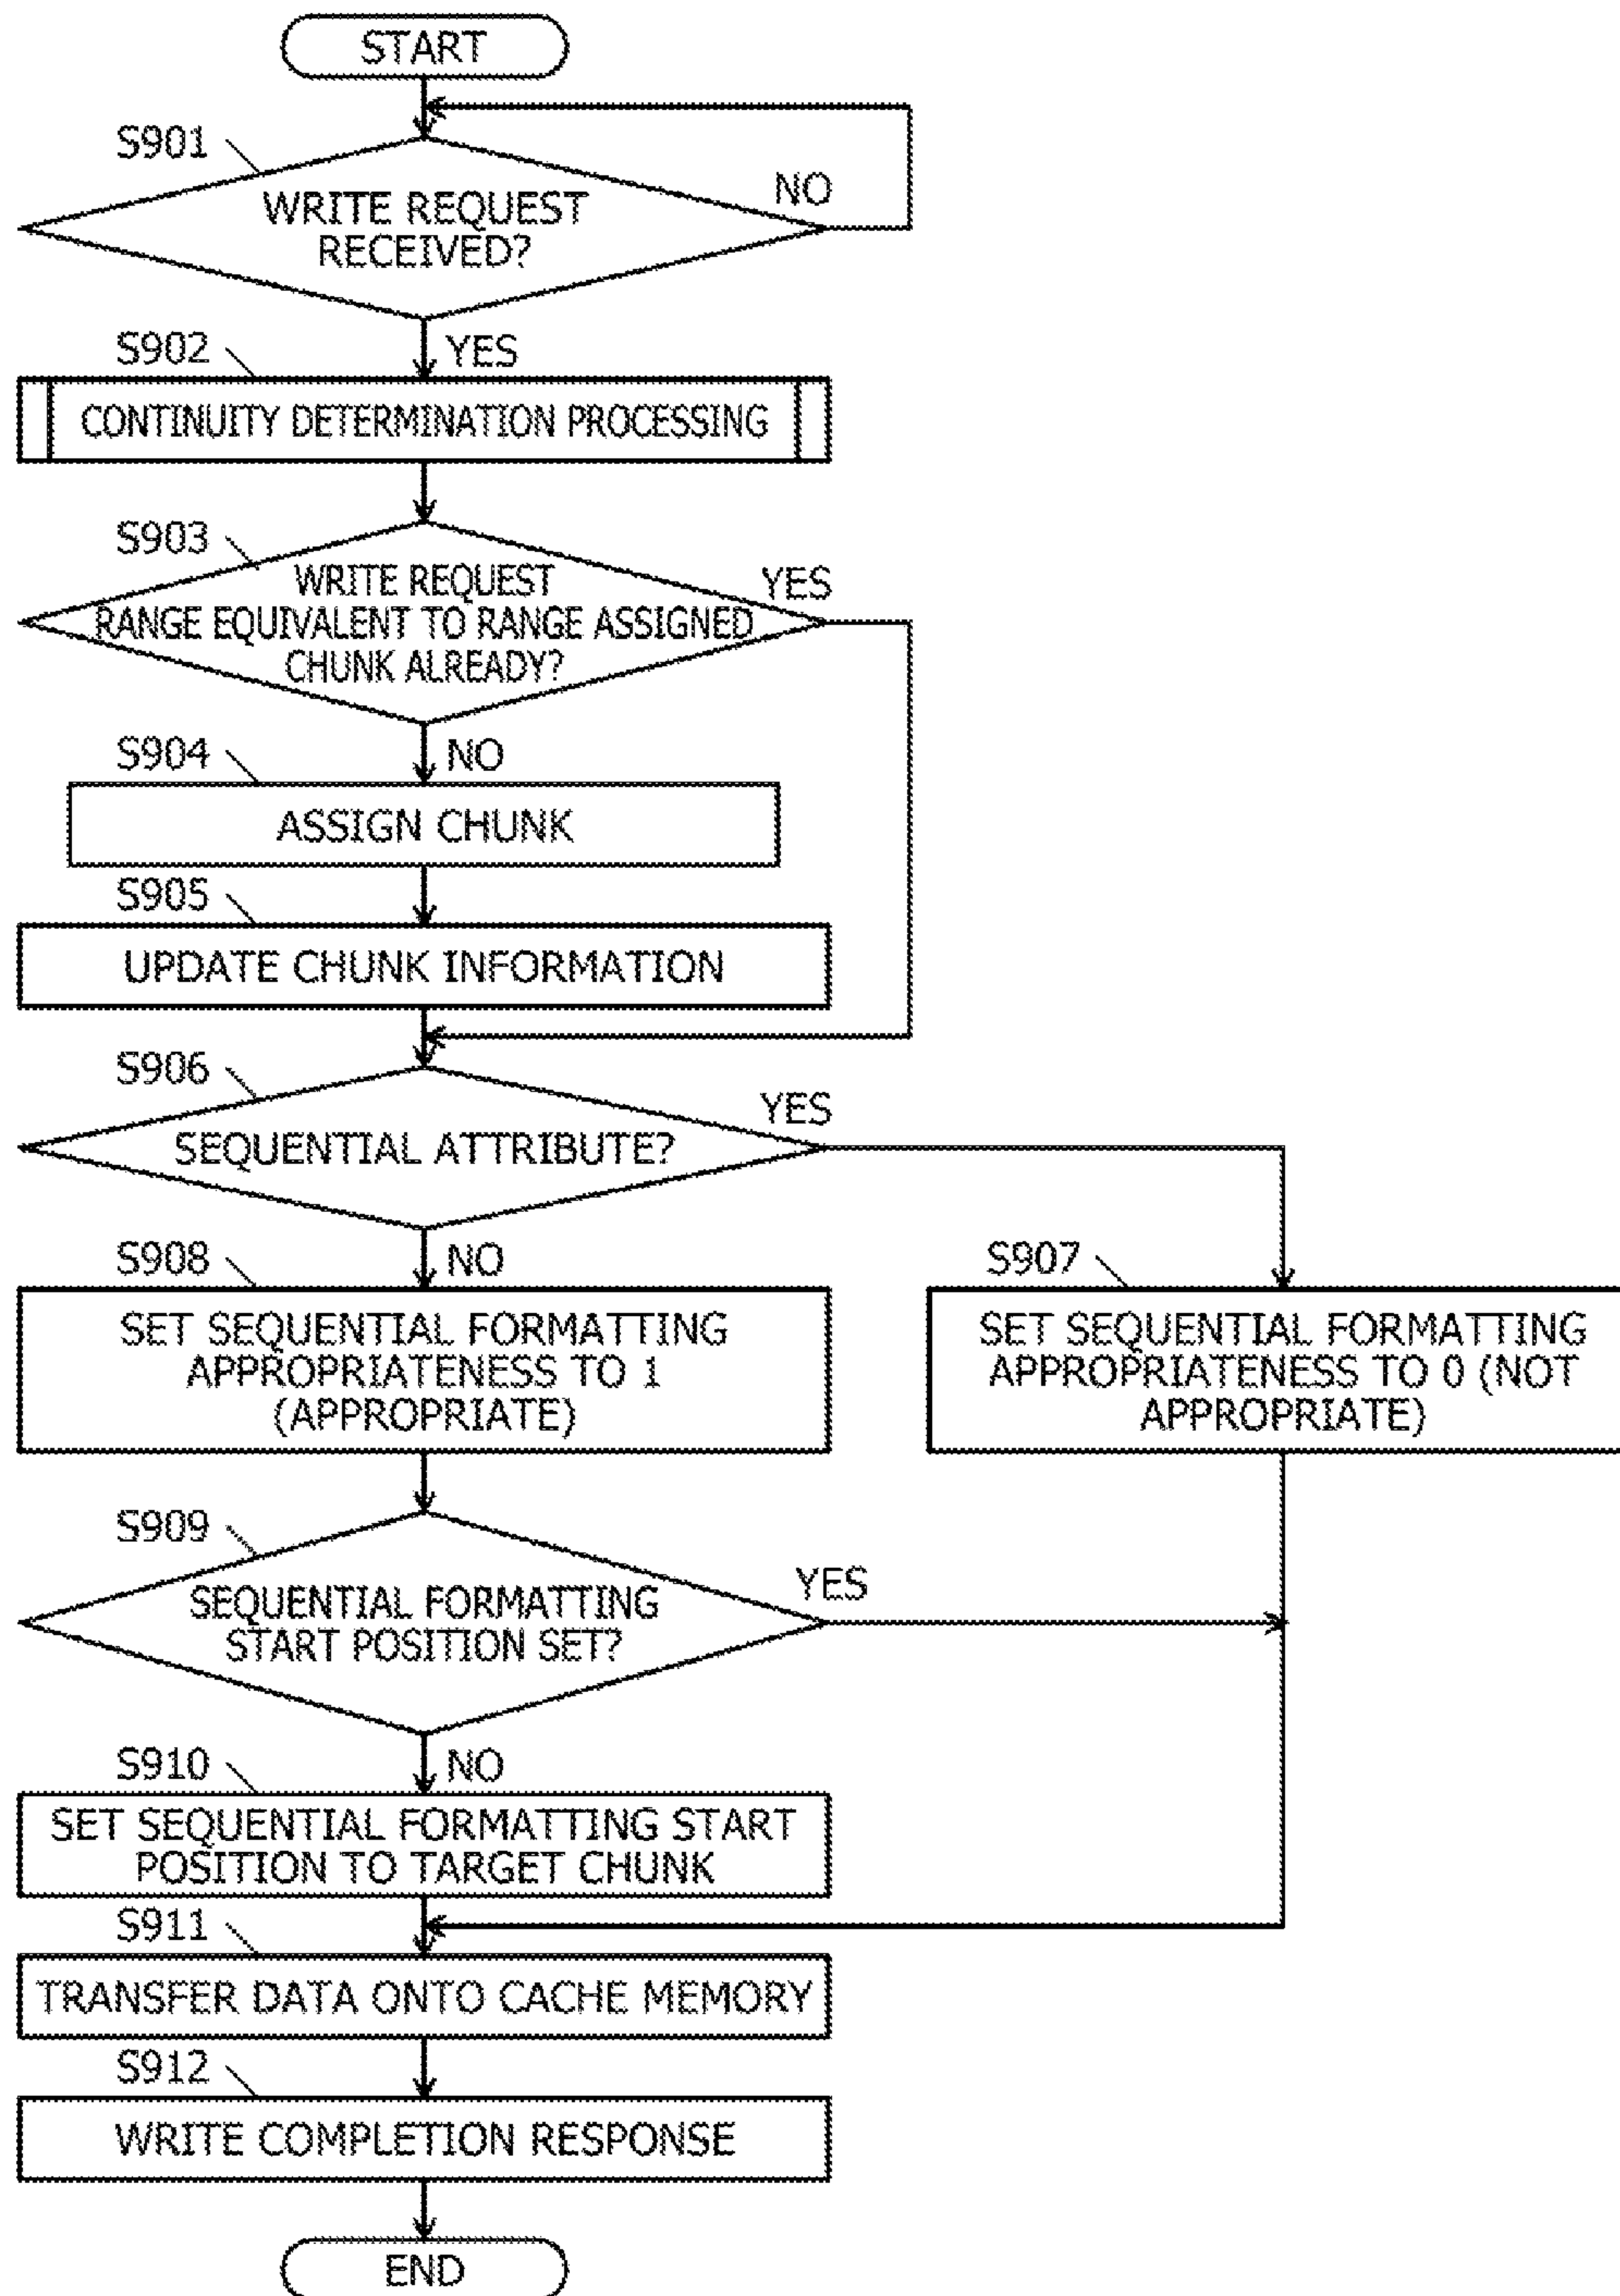 START
S901
NO
WRITE REQUEST
RECEIVED?
S902
YES
CONTINUITY DETERMINATION PROCESSING
S903
YES
WRITE REQUEST
RANGE EQUIVALENT TO RANGE ASSIGNED
CHUNK ALREADY?
S904
NO
ASSIGN CHUNK
S905
UPDATE CHUNK INFORMATION
S906
YES
SEQUENTIAL ATTRIBUTE?
S908
NO
S907
SET SEQUENTIAL FORMATTING
APPROPRIATENESS TO 1
(APPROPRIATE)
SET SEQUENTIAL FORMATTING
APPROPRIATENESS TO 0 (NOT
APPROPRIATE)
S909
YES
SEQUENTIAL FORMATTING
START POSITION SET?
S910
NO
SET SEQUENTIAL FORMATTING START
POSITION TO TARGET CHUNK
S911
TRANSFER DATA ONTO CACHE MEMORY
S912
WRITE COMPLETION RESPONSE
END